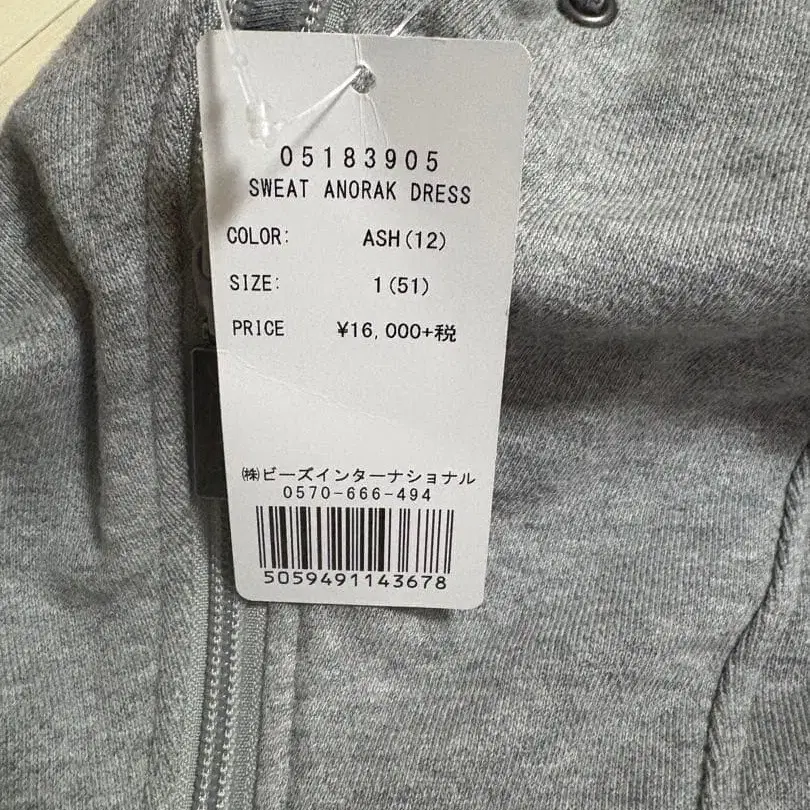 05183905
SWEAT ANORAK DRESS
COLOR: ASH(12)
SIZE: 1(51)
PRICE ¥16,000+税
㈱ビーズインターナショナル
0570-666-494
5059491143678